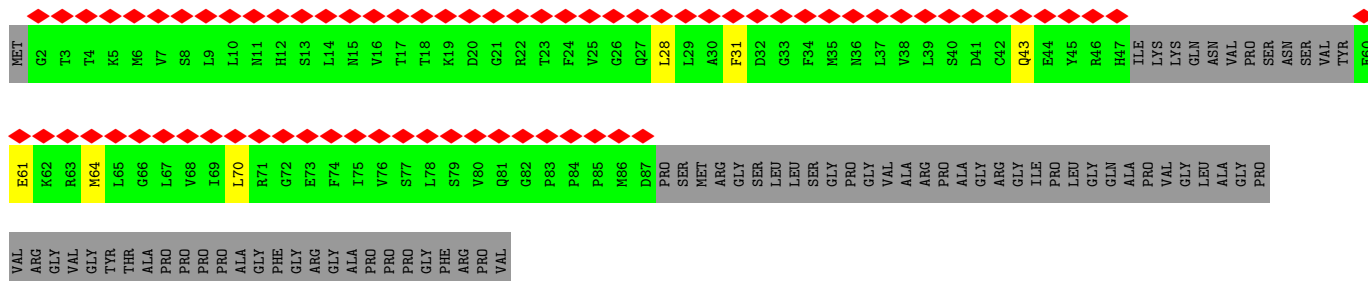 MET G2 T3 T4 K5 M6 V7 S8 L9 L10 N11 H12 S13 L14 N15 V16 T17 T18 K19 D20 G21 R22 T23 F24 V25 G26 Q27 L28 L29 A30 F31 D32 G33 F34 M35 N36 L37 V38 L39 S40 D41 C42 Q43 E44 Y45 R46 H47 ILE LYS LYS GLN ASN VAL PRO SER ASN SER VAL TYR E60
E61 K62 R63 M64 L65 G66 L67 V68 I69 L70 R71 G72 E73 F74 I75 V76 S77 L78 S79 V80 Q81 G82 P83 P84 P85 M86 D87 PRO SER MET ARG GLY SER LEU LEU SER GLY PRO GLY VAL ALA ARG PRO ALA GLY ARG GLY ILE PRO LEU GLY GLN ALA PRO VAL GLY LEU ALA GLY PRO
VAL ARG GLY VAL GLY TYR THR ALA PRO PRO PRO PRO ALA GLY PHE GLY ARG GLY ALA PRO PRO PRO GLY PHE ARG PRO VAL